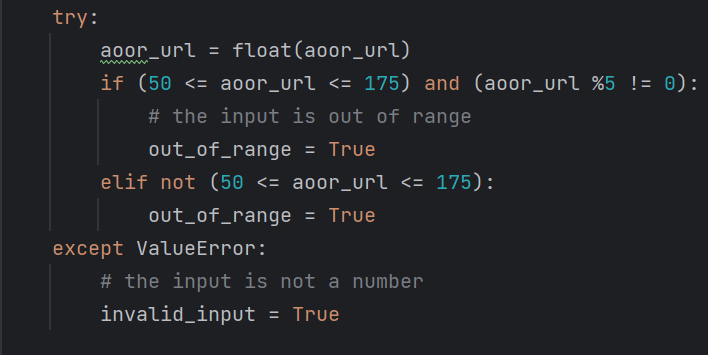 try:
    aoor_url = float(aoor_url)
    if (50 <= aoor_url <= 175) and (aoor_url %5 != 0):
        # the input is out of range
        out_of_range = True
    elif not (50 <= aoor_url <= 175):
        out_of_range = True
except ValueError:
    # the input is not a number
    invalid_input = True